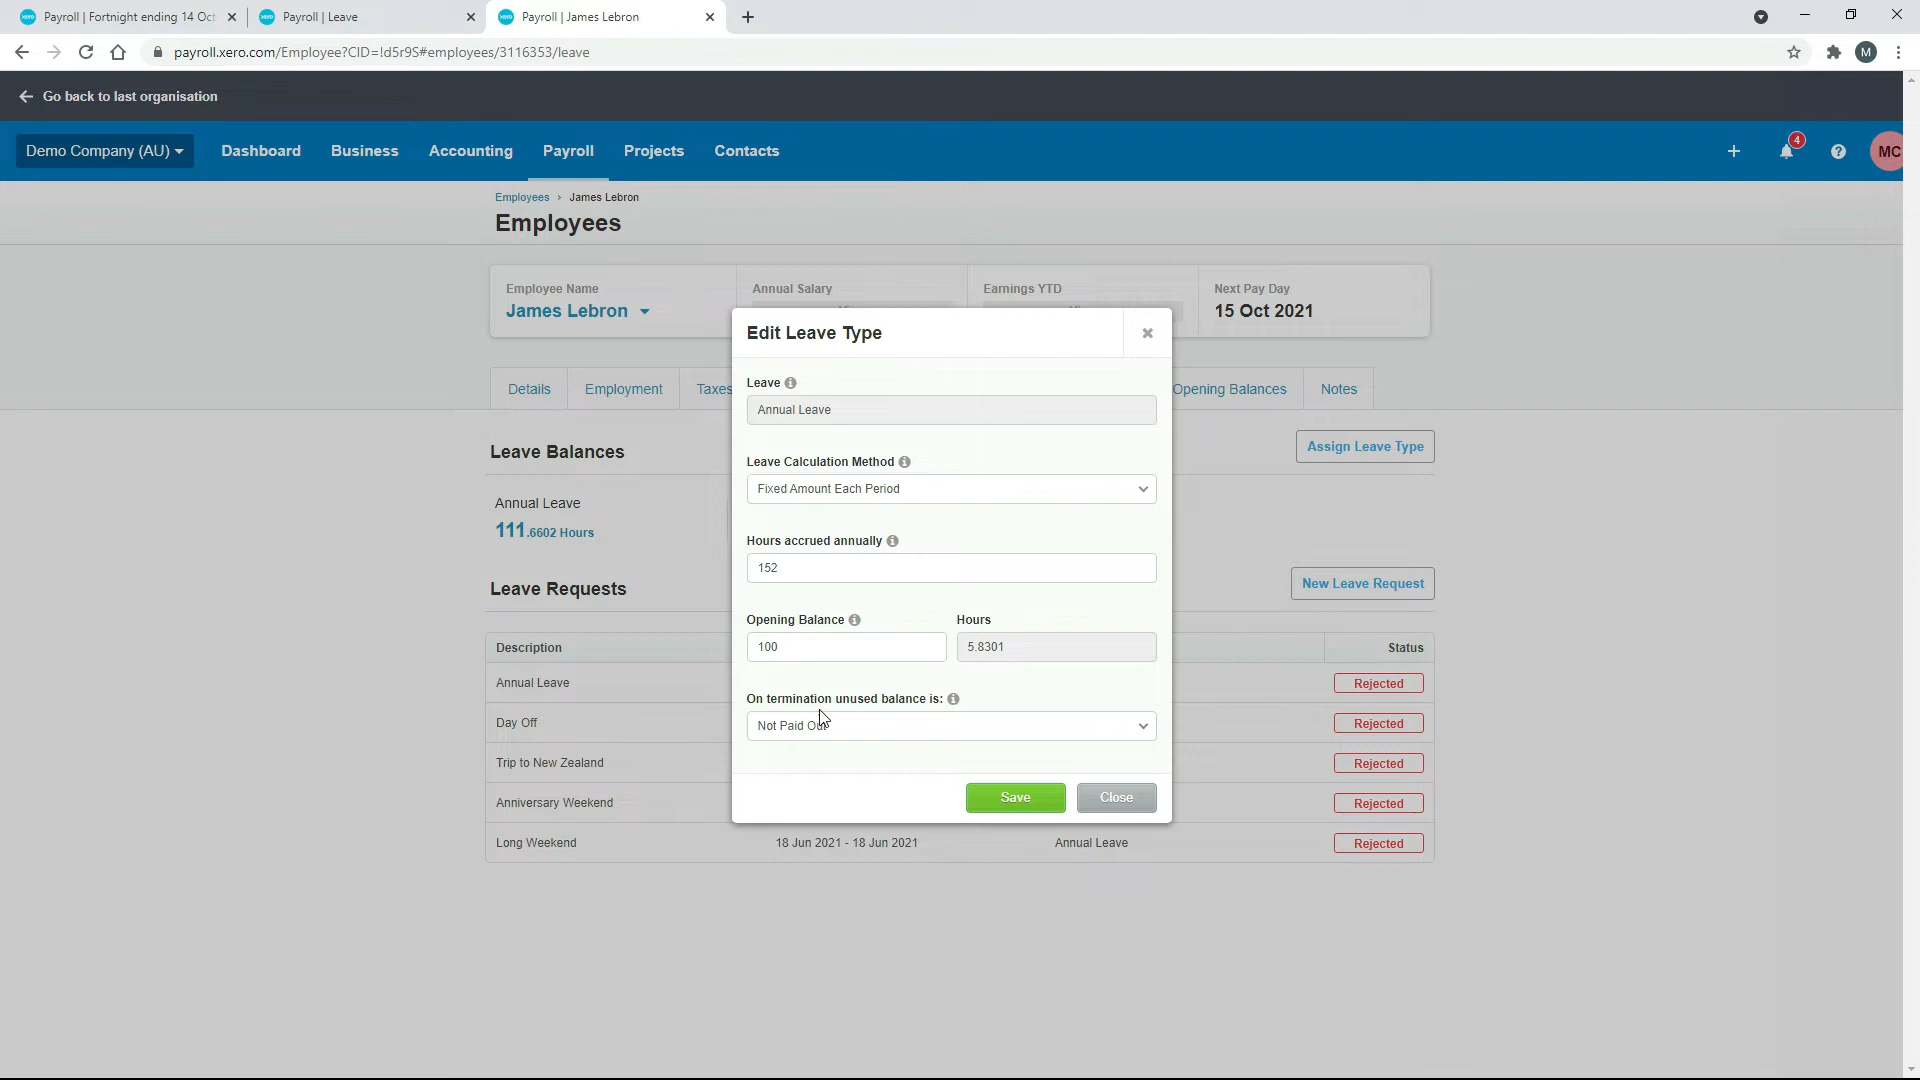 Payroll | Fortnight ending 14 Oct
Payroll | Leave
Payroll | James Lebron
payroll.xero.com/Employee?CID=!d5r9S#employees/3116353/leave
M
Go back to last organisation
Demo Company (AU)
Dashboard
Business
Accounting
Payroll
Projects
Contacts
4
MC
Employees › James Lebron
Employees
Employee Name
James Lebron
Annual Salary
Earnings YTD
Next Pay Day
15 Oct 2021
Details
Employment
Taxes
Opening Balances
Notes
Leave Balances
Assign Leave Type
Annual Leave
111.6602 Hours
Leave Requests
New Leave Request
Description
Status
Annual Leave
Rejected
Day Off
Rejected
Trip to New Zealand
Rejected
Anniversary Weekend
Rejected
Long Weekend
18 Jun 2021 - 18 Jun 2021
Annual Leave
Rejected
Edit Leave Type
Leave
Annual Leave
Leave Calculation Method
Fixed Amount Each Period
Hours accrued annually
152
Opening Balance
Hours
100
5.8301
On termination unused balance is:
Not Paid Out
Save
Close